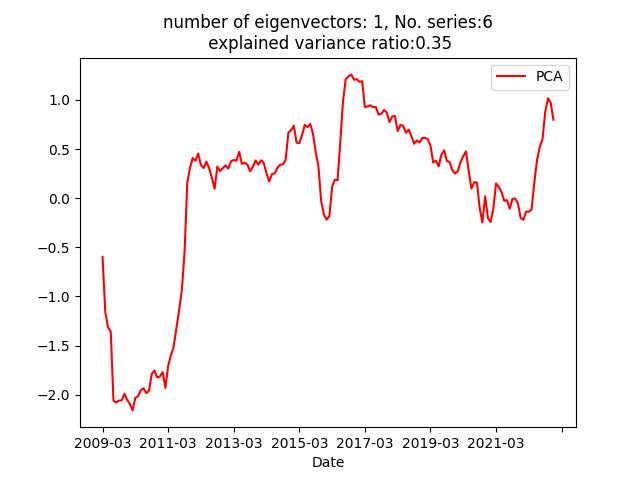 number of eigenvectors: 1, No. series:6
explained variance ratio:0.35
PCA
1.0
0.5
0.0
−0.5
−1.0
−1.5
−2.0
2009-03 2011-03 2013-03 2015-03 2017-03 2019-03 2021-03
Date